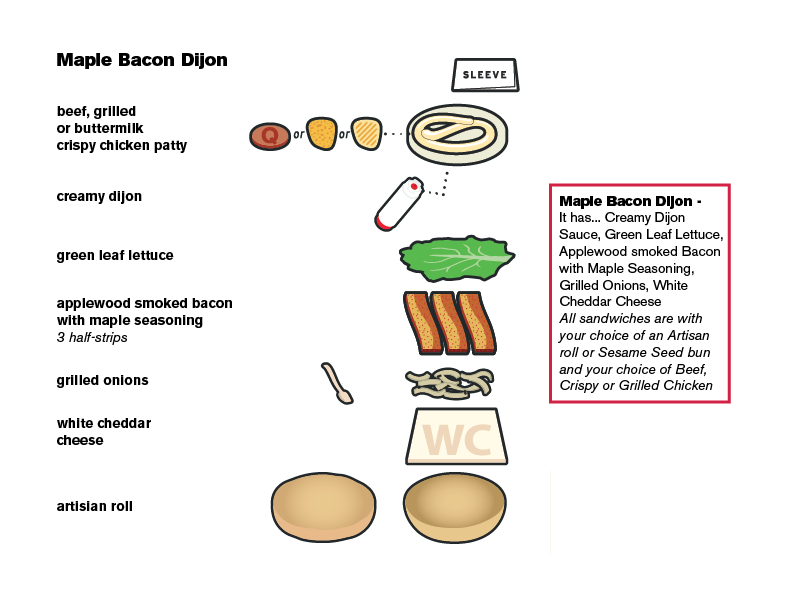 Maple Bacon Dijon
SLEEVE
beef, grilled
or buttermilk
crispy chicken patty
Q or or
creamy dijon
green leaf lettuce
applewood smoked bacon
with maple seasoning
3 half-strips
grilled onions
white cheddar
cheese
WC
artisian roll
Maple Bacon Dijon -
It has... Creamy Dijon
Sauce, Green Leaf Lettuce,
Applewood smoked Bacon
with Maple Seasoning,
Grilled Onions, White
Cheddar Cheese
All sandwiches are with
your choice of an Artisan
roll or Sesame Seed bun
and your choice of Beef,
Crispy or Grilled Chicken